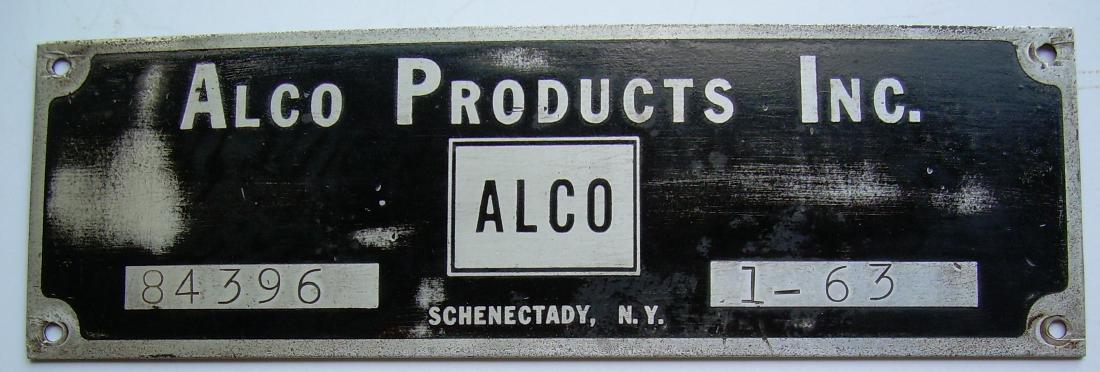 ALCO PRODUCTS INC.
ALCO
84396
1-63
SCHENECTADY, N.Y.